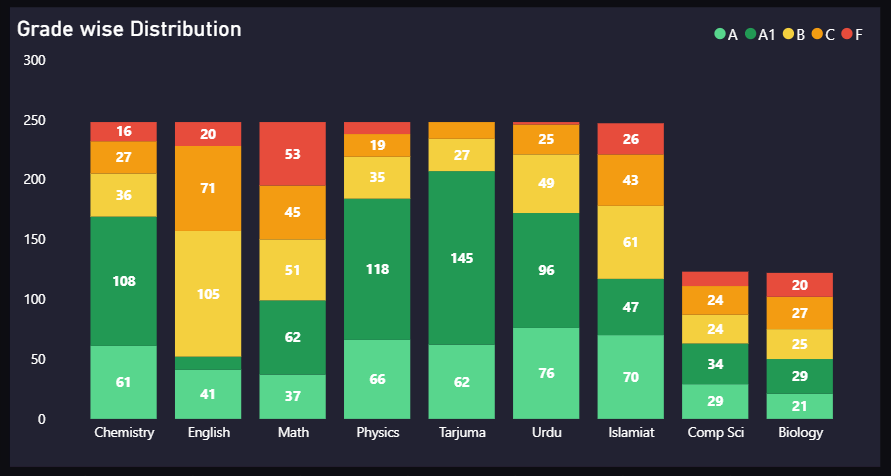 Grade wise Distribution
A A1 B C F
300
250
200
150
100
50
0
16 20 53 26 20
27 71 45 19 25 43 24 27
36 105 51 35 27 49 61 24 25
108 62 118 145 96 47 34 29
61 41 37 66 62 76 70 29 21
Chemistry English Math Physics Tarjuma Urdu Islamiat Comp Sci Biology